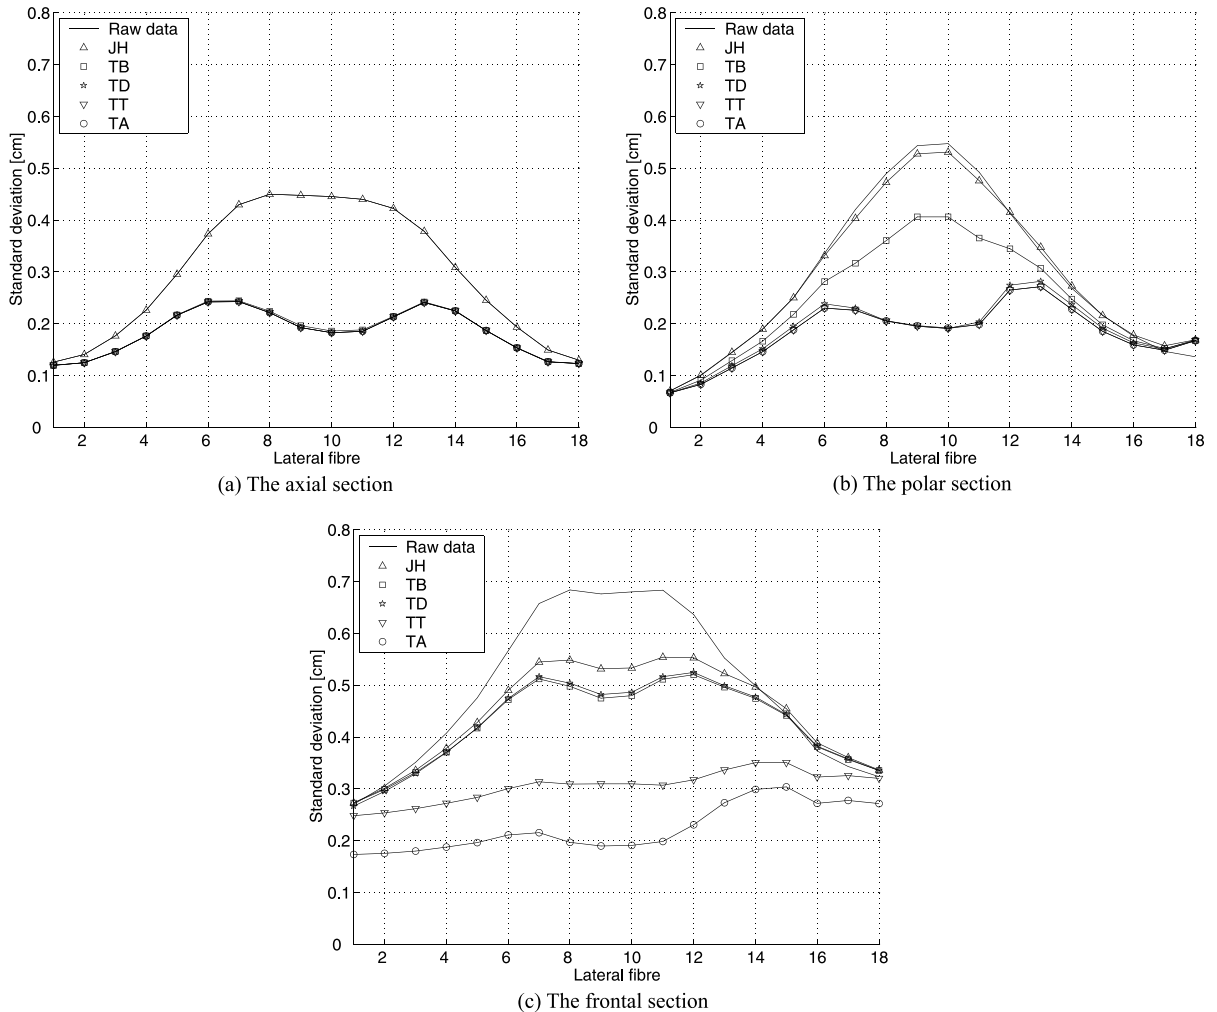 0.8
0.7
0.6
0.5
0.4
0.3
0.2
0.1
0
Standard deviation [cm]
Raw data
JH
TB
TD
TT
TA
2 4 6 8 10 12 14 16 18
Lateral fibre
(a) The axial section
0.8
0.7
0.6
0.5
0.4
0.3
0.2
0.1
0
Standard deviation [cm]
Raw data
JH
TB
TD
TT
TA
2 4 6 8 10 12 14 16 18
Lateral fibre
(b) The polar section
0.8
0.7
0.6
0.5
0.4
0.3
0.2
0.1
0
Standard deviation [cm]
Raw data
JH
TB
TD
TT
TA
2 4 6 8 10 12 14 16 18
Lateral fibre
(c) The frontal section